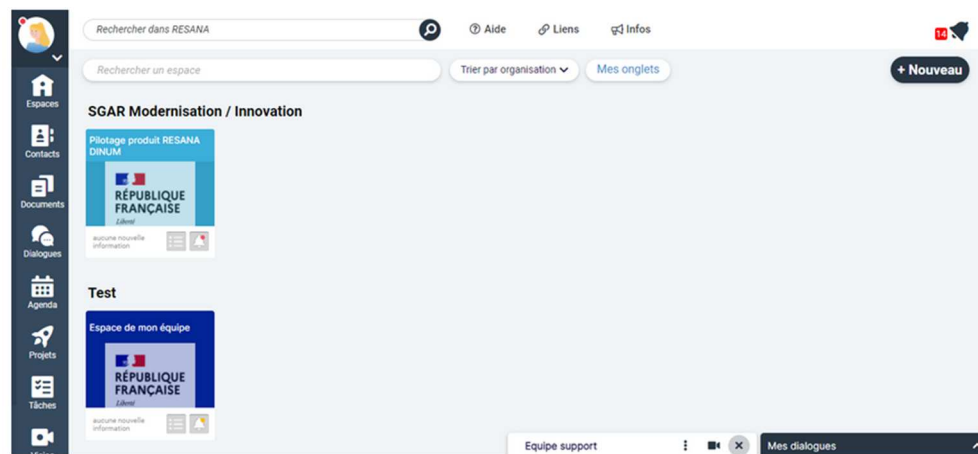 Rechercher dans RESANA
Aide
Liens
Infos
14
Rechercher un espace
Trier par organisation
Mes onglets
+ Nouveau
Espaces
Contacts
Documents
Dialogues
Agenda
Projets
Tâches
SGAR Modernisation / Innovation
Pilotage produit RESANA
DINUM
RÉPUBLIQUE
FRANÇAISE
Liberté
aucune nouvelle
information
Test
Espace de mon équipe
RÉPUBLIQUE
FRANÇAISE
Liberté
aucune nouvelle
information
Equipe support
Mes dialogues